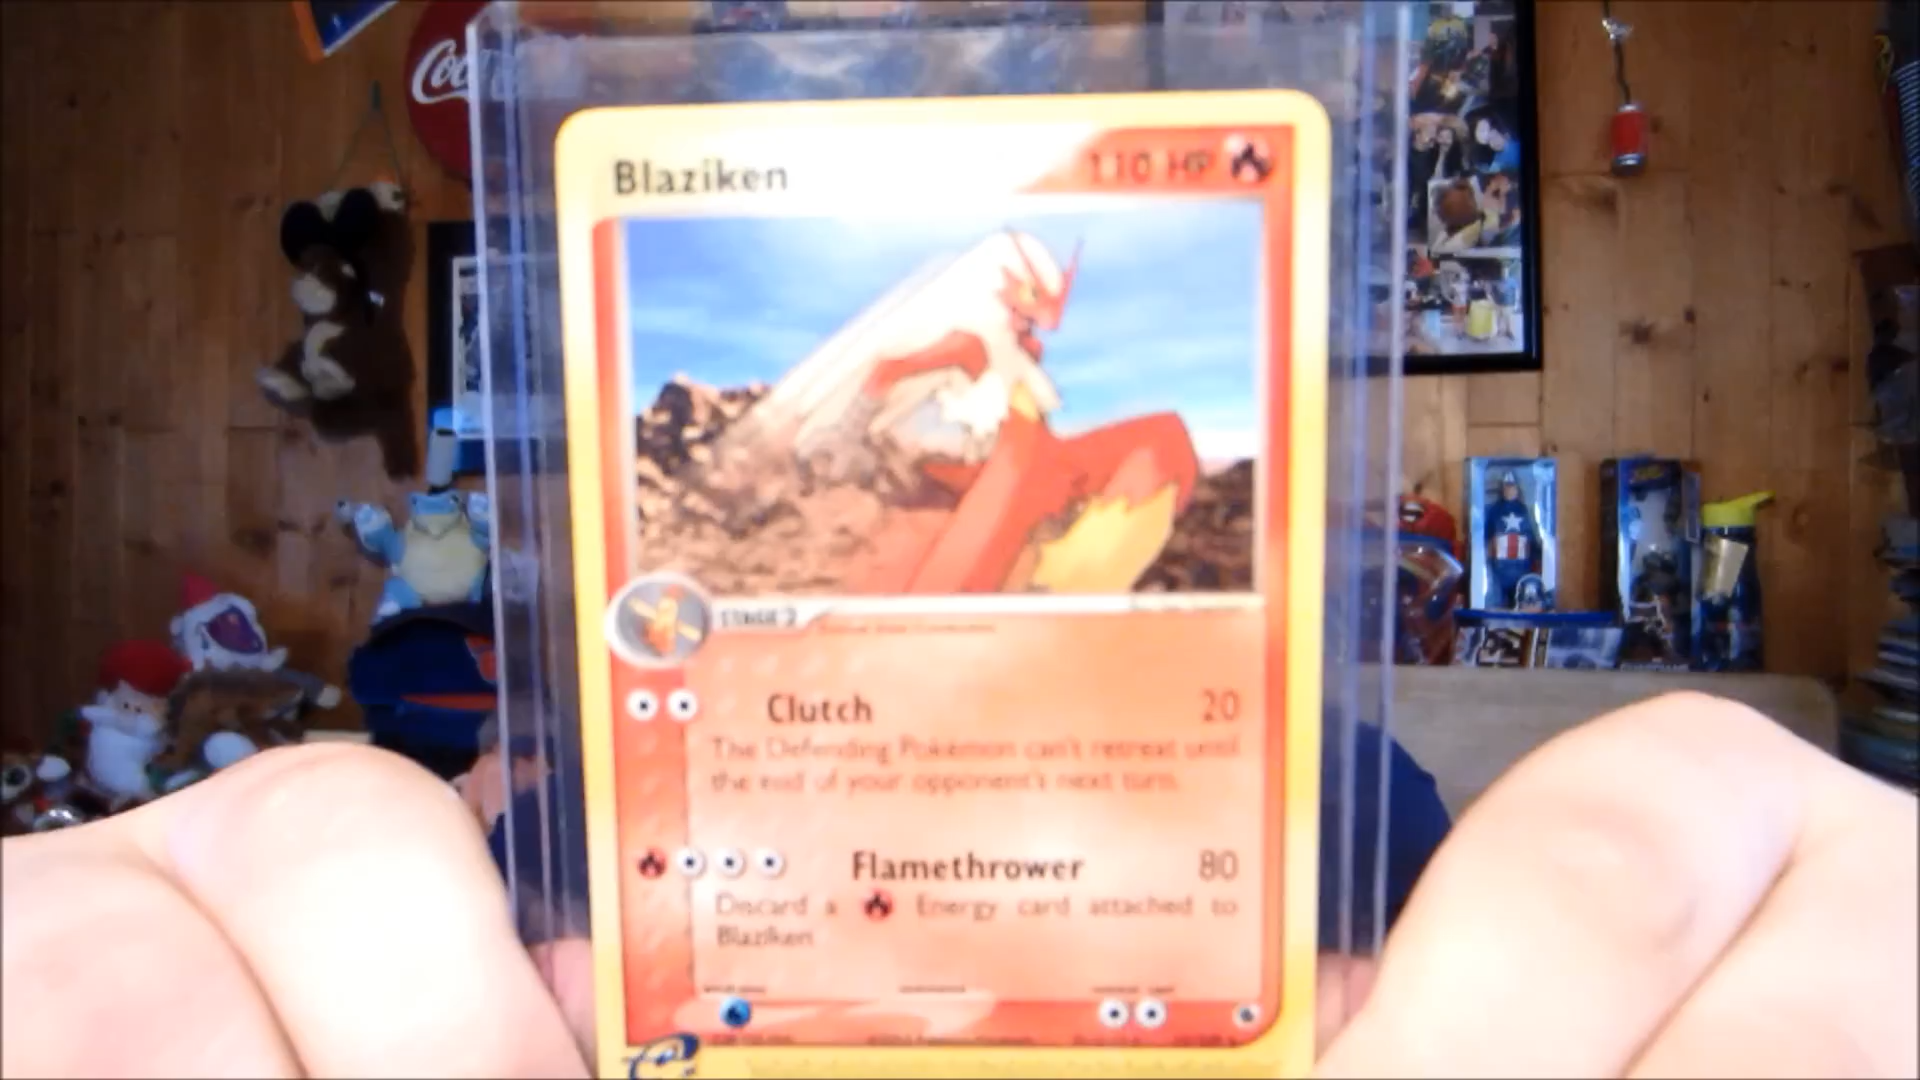 Coc
Blaziken
110 HP
STAGE 2
Clutch
20
The Defending Pokémon can't retreat until
the end of your opponent's next turn.
Flamethrower
80
Discard a Energy card attached to
Blaziken